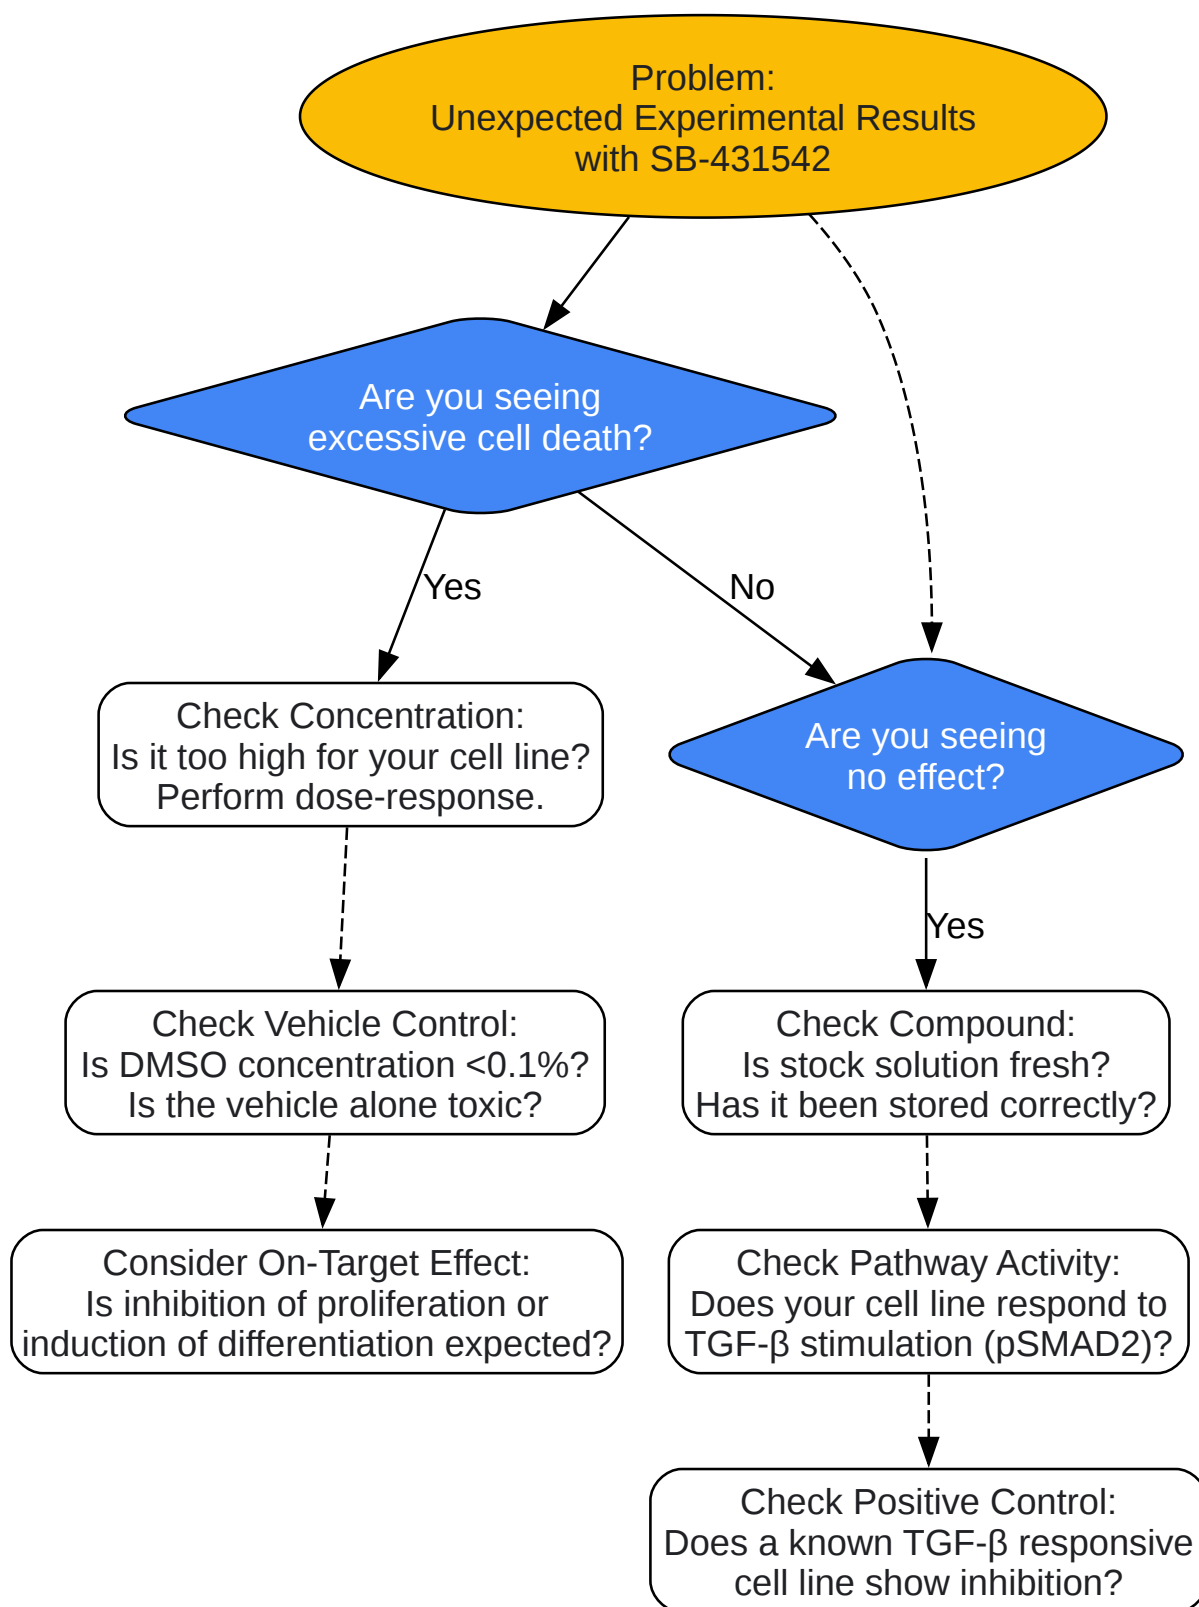 Problem:
Unexpected Experimental Results
with SB-431542
Are you seeing
excessive cell death?
Yes
No
Check Concentration:
Is it too high for your cell line?
Perform dose-response.
Are you seeing
no effect?
Yes
Check Vehicle Control:
Is DMSO concentration <0.1%?
Is the vehicle alone toxic?
Check Compound:
Is stock solution fresh?
Has it been stored correctly?
Consider On-Target Effect:
Is inhibition of proliferation or
induction of differentiation expected?
Check Pathway Activity:
Does your cell line respond to
TGF-β stimulation (pSMAD2)?
Check Positive Control:
Does a known TGF-β responsive
cell line show inhibition?